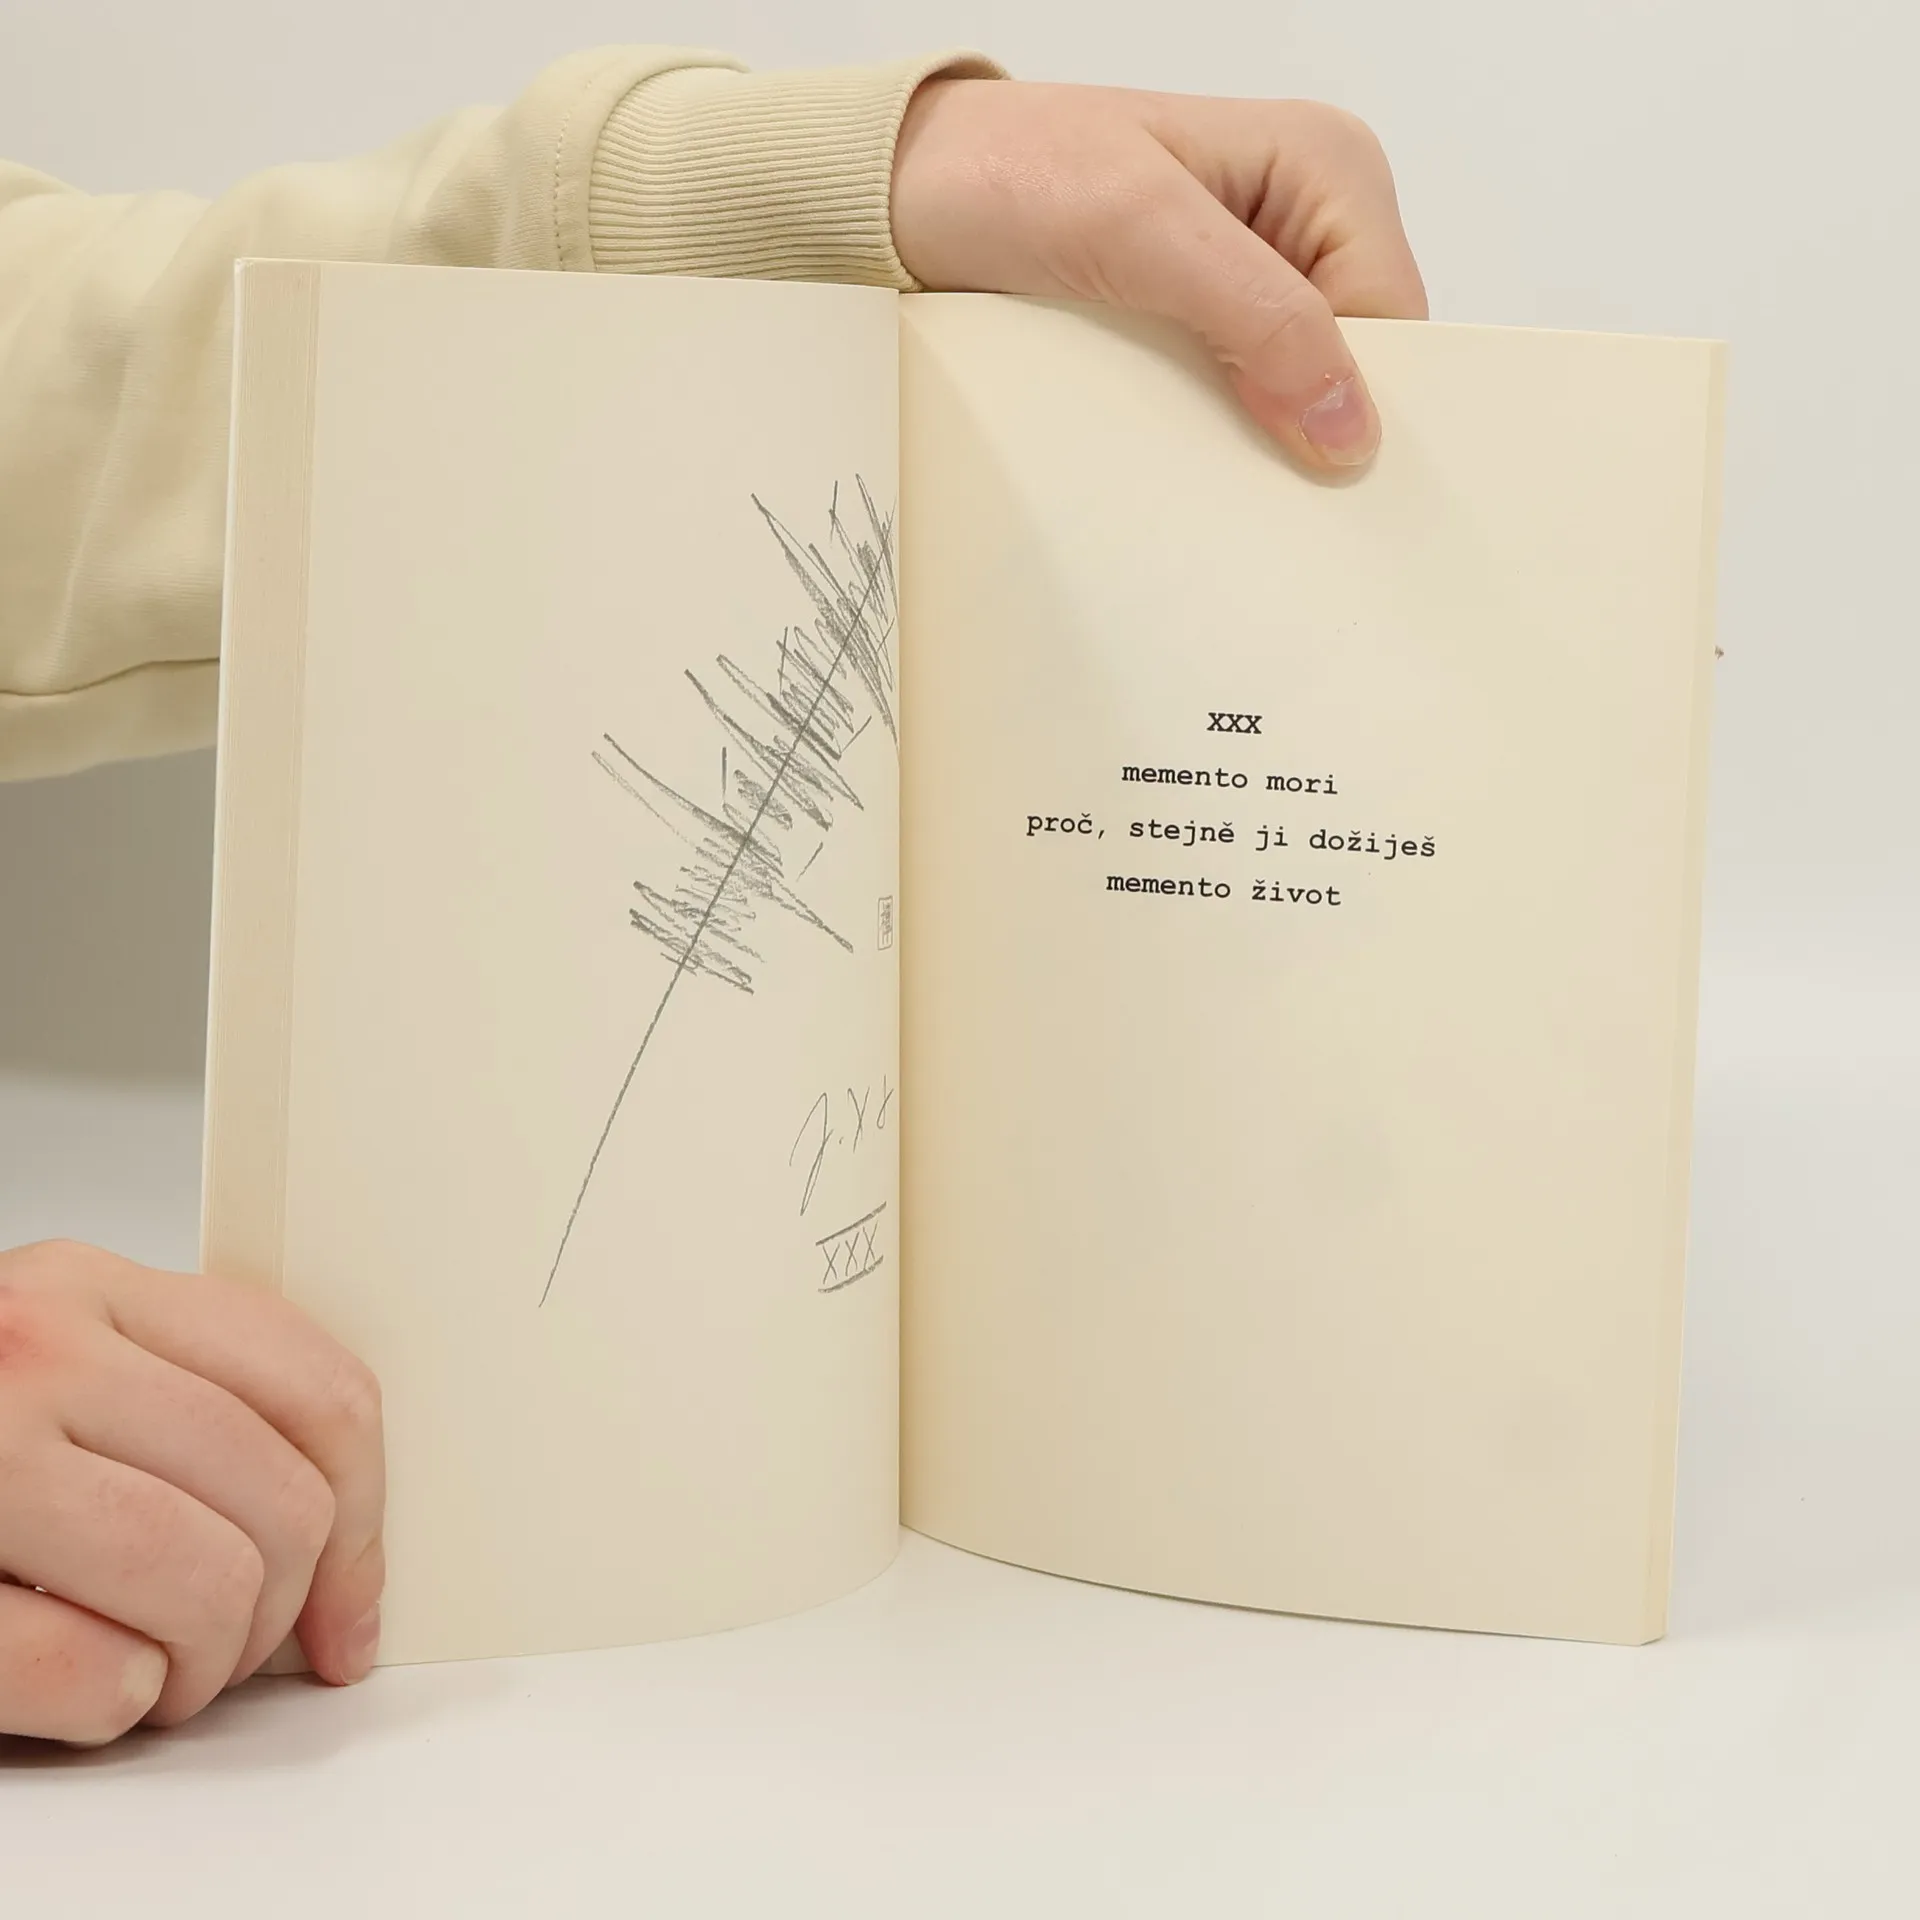 J. X
XXX
XXX
memento mori
proč, stejně ji dožiješ
memento život